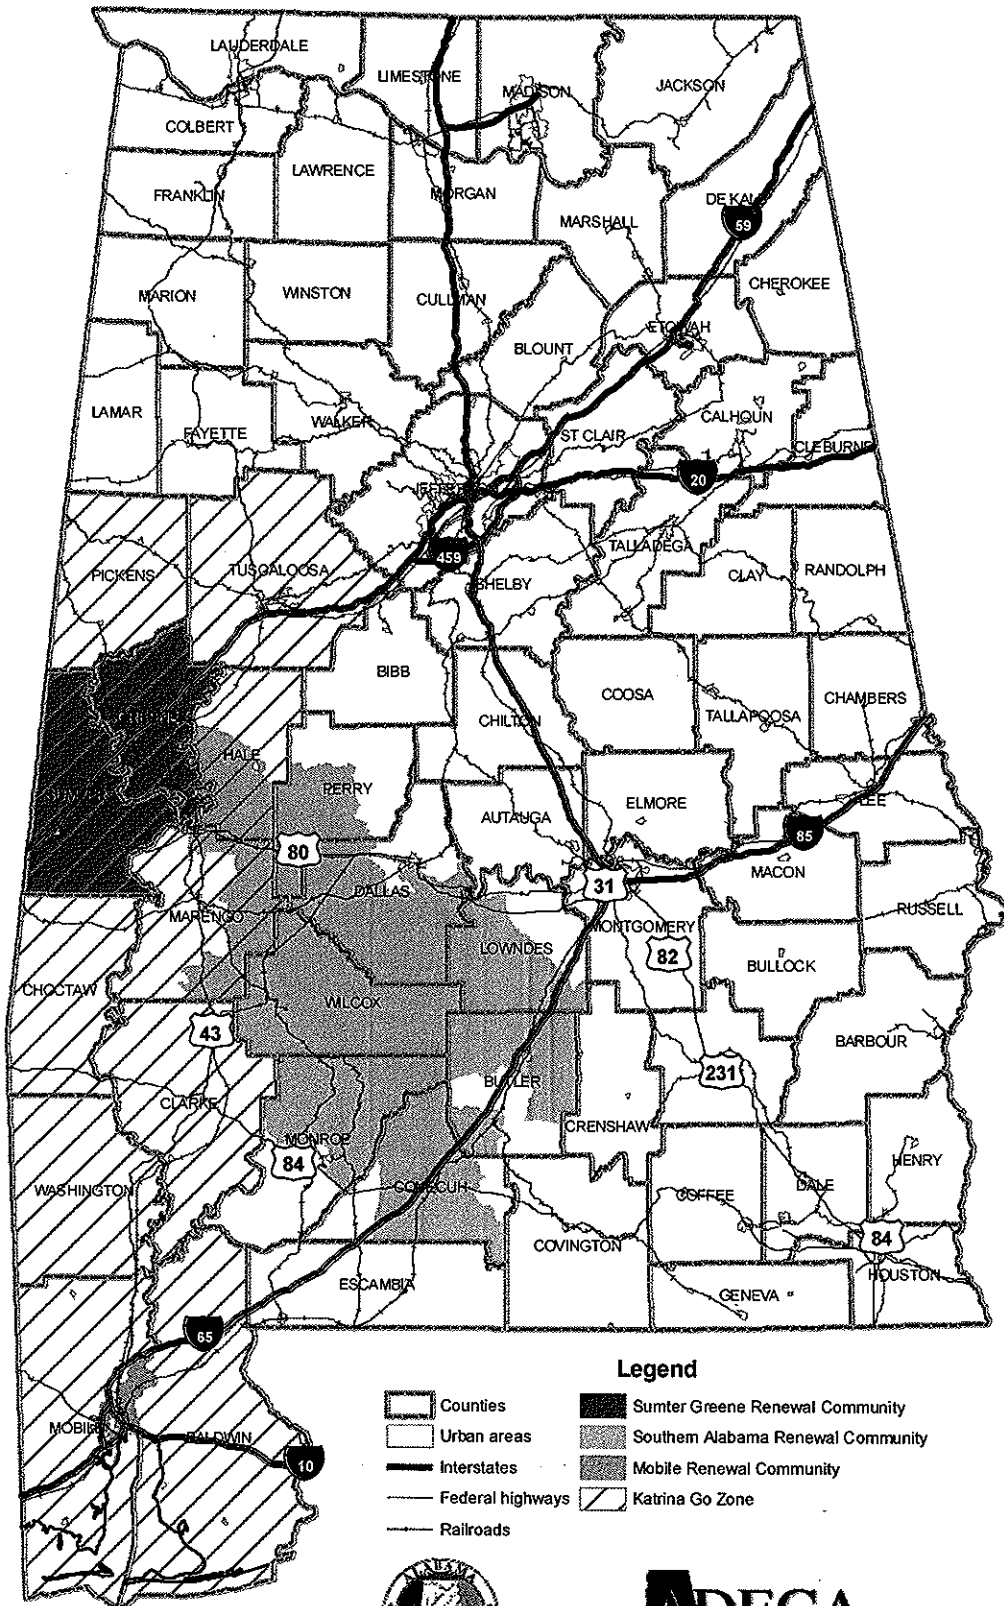 LAUDERDALE
LIMESTONE
MADISON
JACKSON
COLBERT
LAWRENCE
FRANKLIN
MORGAN
MARSHALL
DE KAL
59
CHEROKEE
MARION
WINSTON
CULLMAN
ETOWAH
BLOUNT
LAMAR
FAYETTE
WALKER
ST CLAIR
CALHOUN
CLEBURNE
20
459
TALLADEGA
PICKENS
TUSCALOOSA
SHELBY
CLAY
RANDOLPH
BIBB
COOSA
CHILTON
TALLAPOOSA
CHAMBERS
HALE
PERRY
AUTAUGA
ELMORE
LEE
85
80
DALLAS
31
MACON
MARENGO
MONTGOMERY
RUSSELL
LOWNDES
82
BULLOCK
CHOCTAW
WILCOX
43
BARBOUR
BUTLER
231
CLARKE
CRENSHAW
MONROE
84
HENRY
WASHINGTON
CONECUH
COFFEE
DALE
84
COVINGTON
HOUSTON
ESCAMBIA
GENEVA
65
MOBILE
BALDWIN
10
Legend
Counties
Urban areas
Interstates
Federal highways
Railroads
Sumter Greene Renewal Community
Southern Alabama Renewal Community
Mobile Renewal Community
Katrina Go Zone
ALABAMA
ADECA